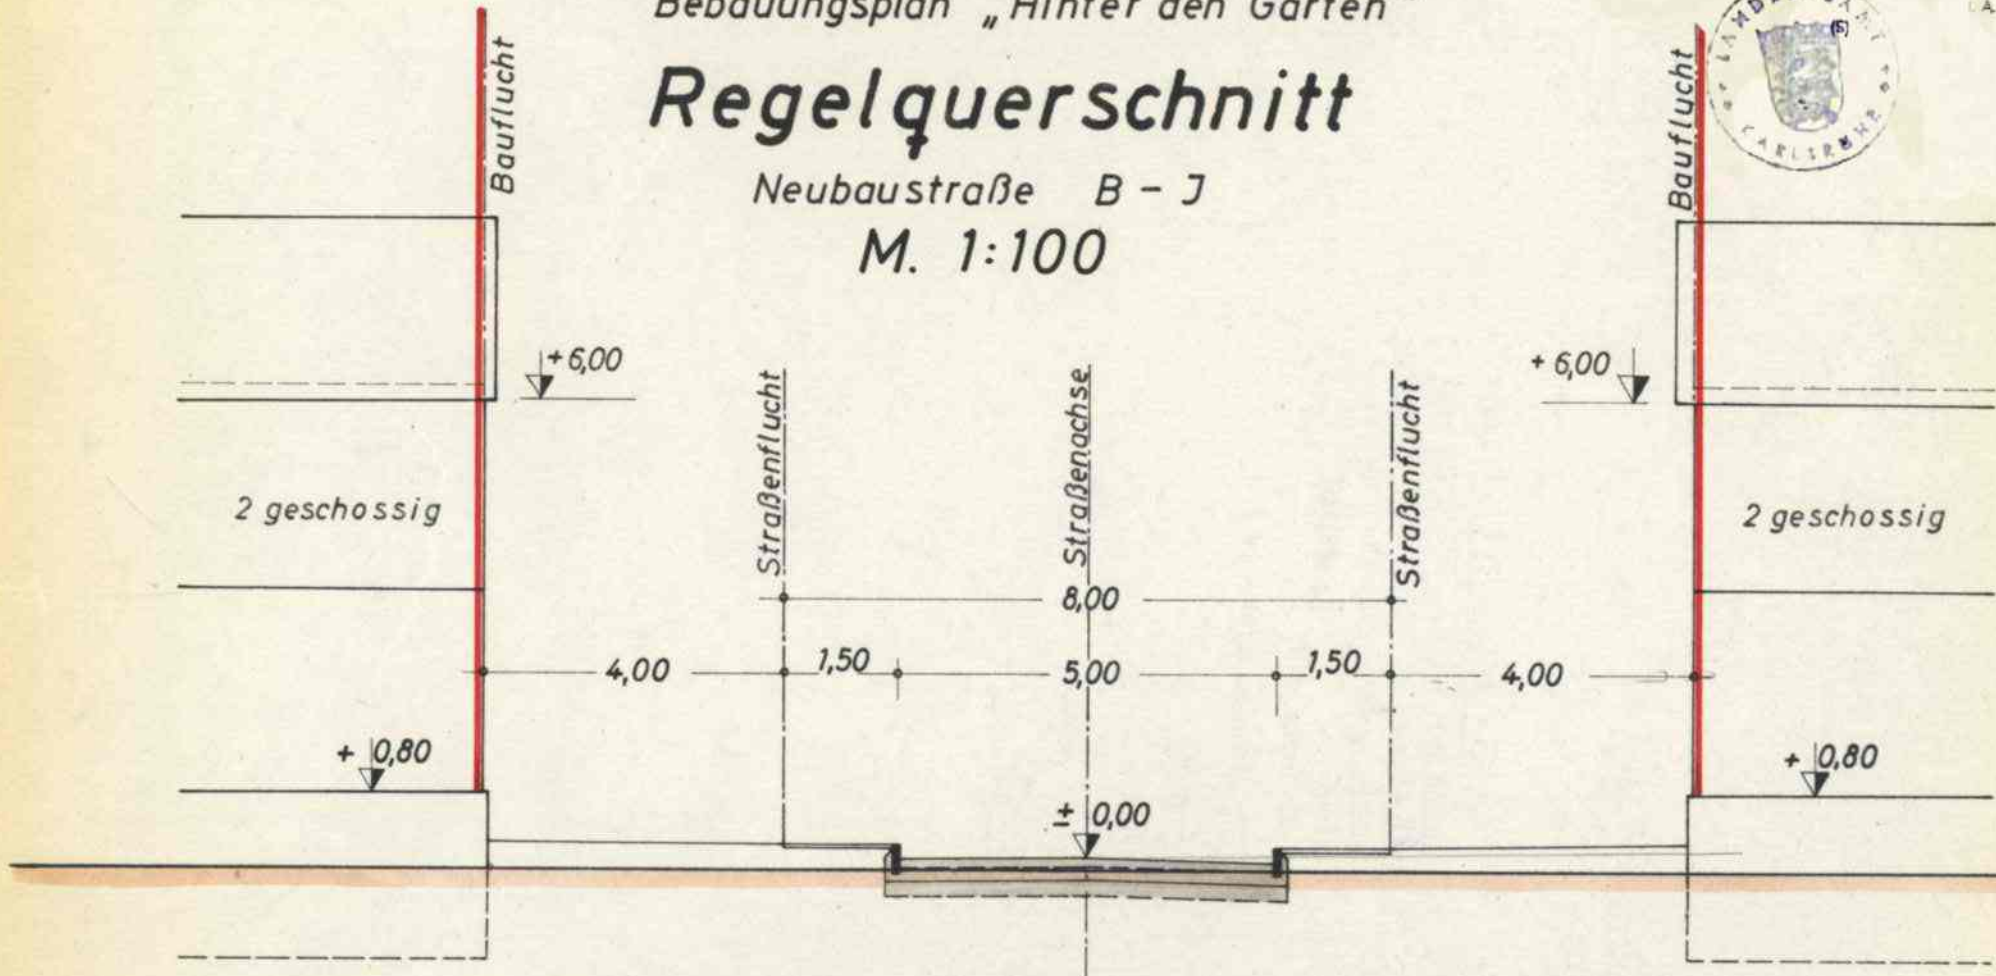 Bebauungsplan „Hinter den Gärten"
Regelquerschnitt
Neubaustraße B - J
M. 1:100
Bauflucht
Bauflucht
LANDRATSAMT
KARLSRUHE
(S)
+6,00
+ 6,00
Straßenflucht
Straßenachse
Straßenflucht
2 geschossig
2 geschossig
8,00
4,00 1,50 5,00 1,50 4,00
+ 0,80
+ 0,80
± 0,00